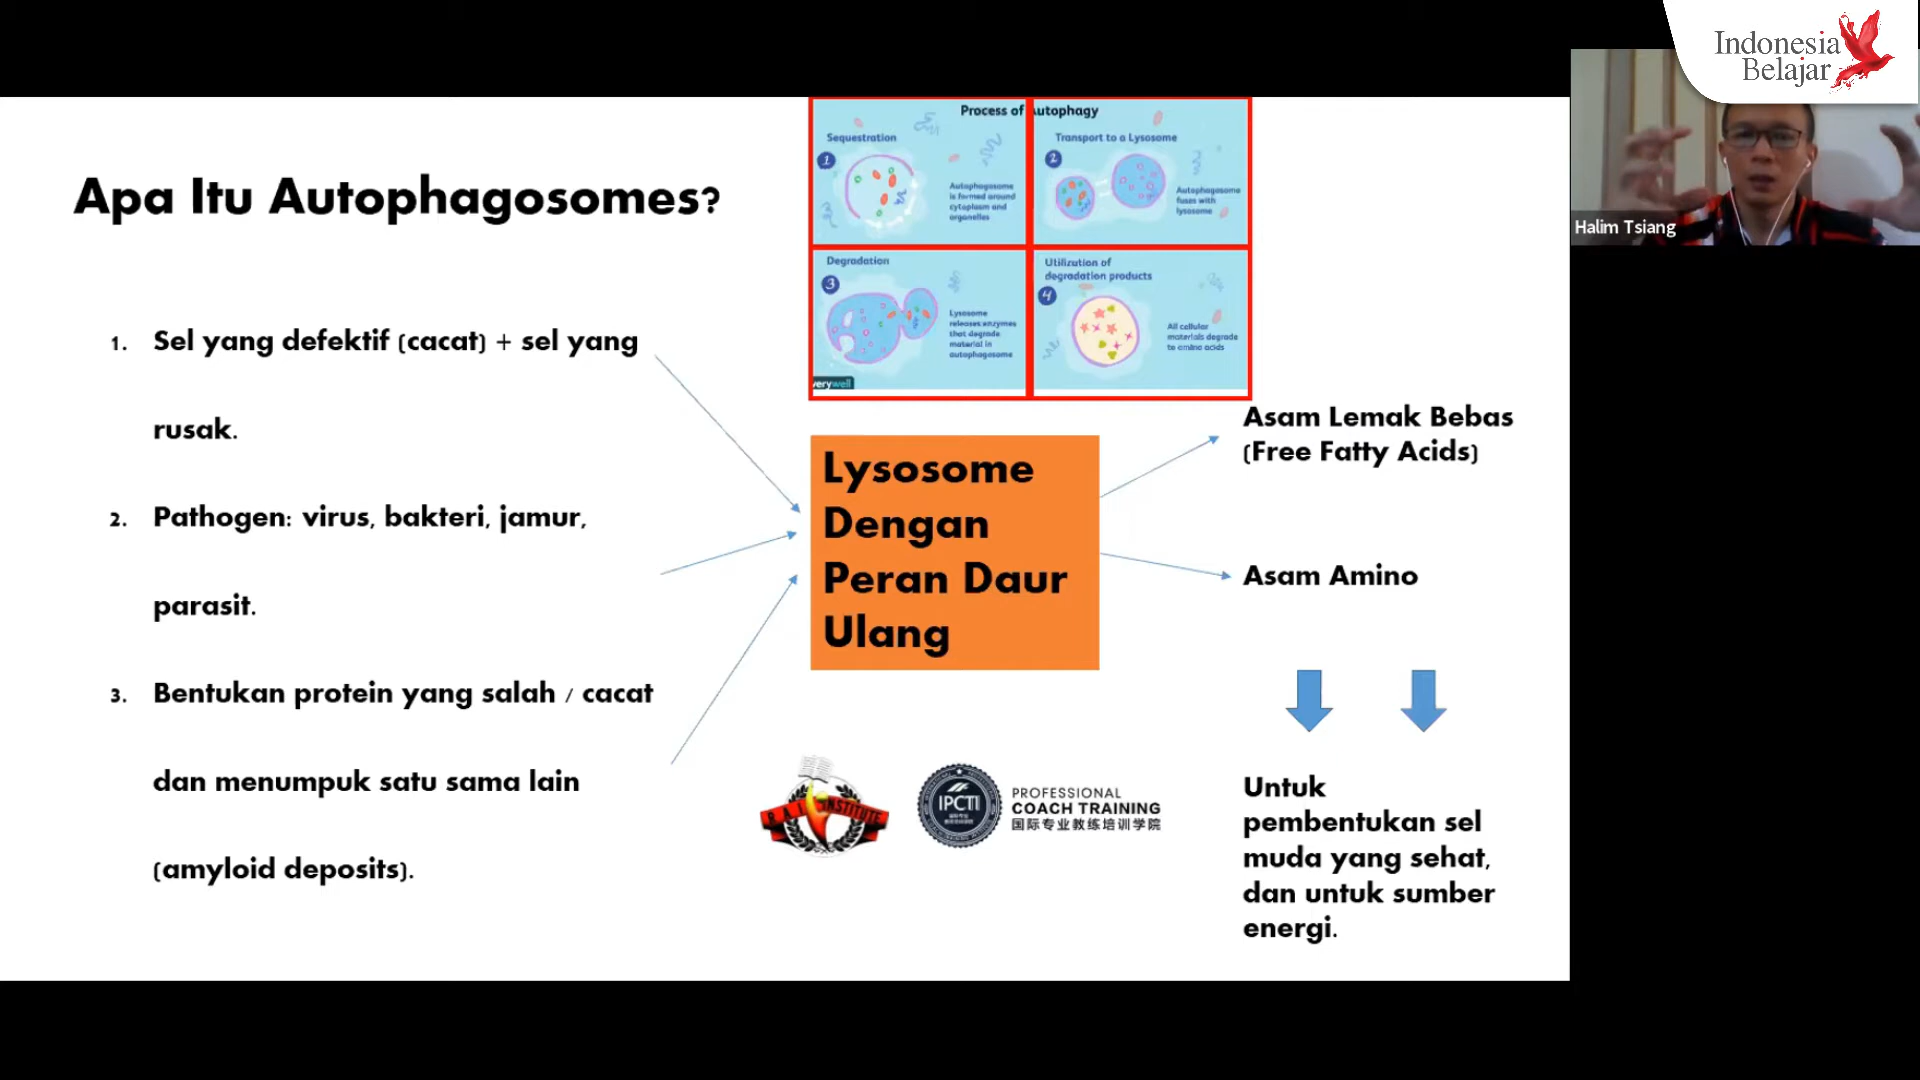 Indonesia
Belajar
Halim Tsiang
Apa Itu Autophagosomes?
1. Sel yang defektif (cacat) + sel yang
rusak.
2. Pathogen: virus, bakteri, jamur,
parasit.
3. Bentukan protein yang salah / cacat
dan menumpuk satu sama lain
(amyloid deposits).
Process of Autophagy
Sequestration
1
Autophagosome
is formed around
cytoplasm and
organelles
Transport to a Lysosome
2
Autophagosome
fuses with
lysosome
Degradation
3
Lysosome
releases enzymes
that degrade
material in
autophagosome
Utilization of
degradation products
4
All cellular
materials degrade
to amino acids
verywell
Lysosome
Dengan
Peran Daur
Ulang
Asam Lemak Bebas
(Free Fatty Acids)
Asam Amino
Untuk
pembentukan sel
muda yang sehat,
dan untuk sumber
energi.
INSTITUTE
IPCTI
PROFESSIONAL
COACH TRAINING
国际专业教练培训学院